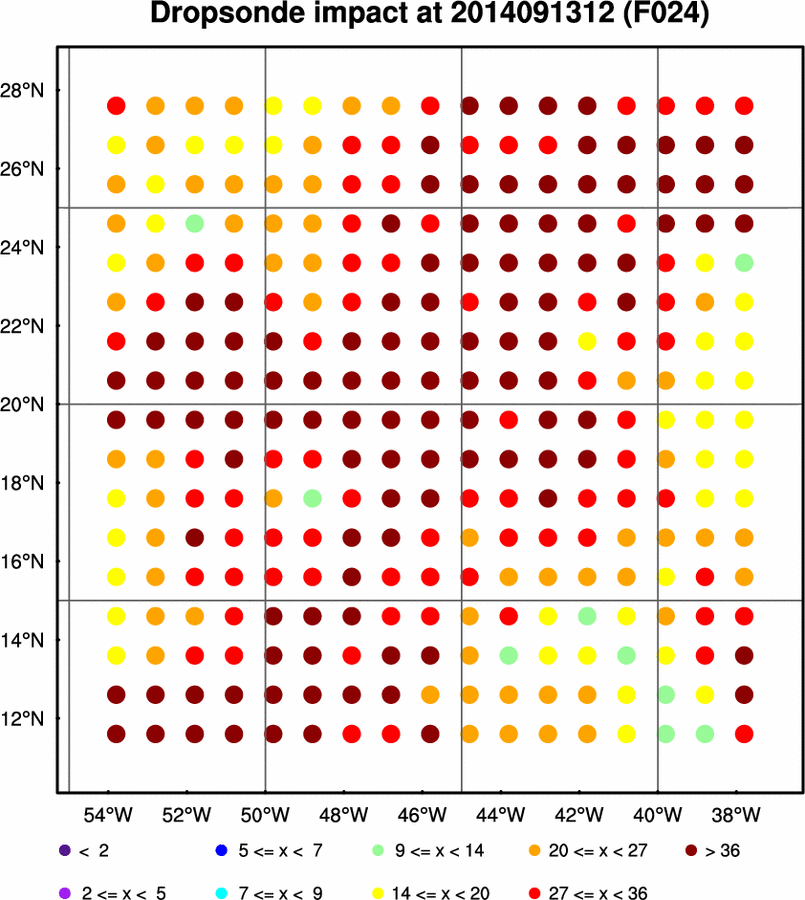 Dropsonde impact at 2014091312 (F024)
28°N
26°N
24°N
22°N
20°N
18°N
16°N
14°N
12°N
54°W 52°W 50°W 48°W 46°W 44°W 42°W 40°W 38°W
< 2 5 <= x < 7 9 <= x < 14 20 <= x < 27 > 36
2 <= x < 5 7 <= x < 9 14 <= x < 20 27 <= x < 36